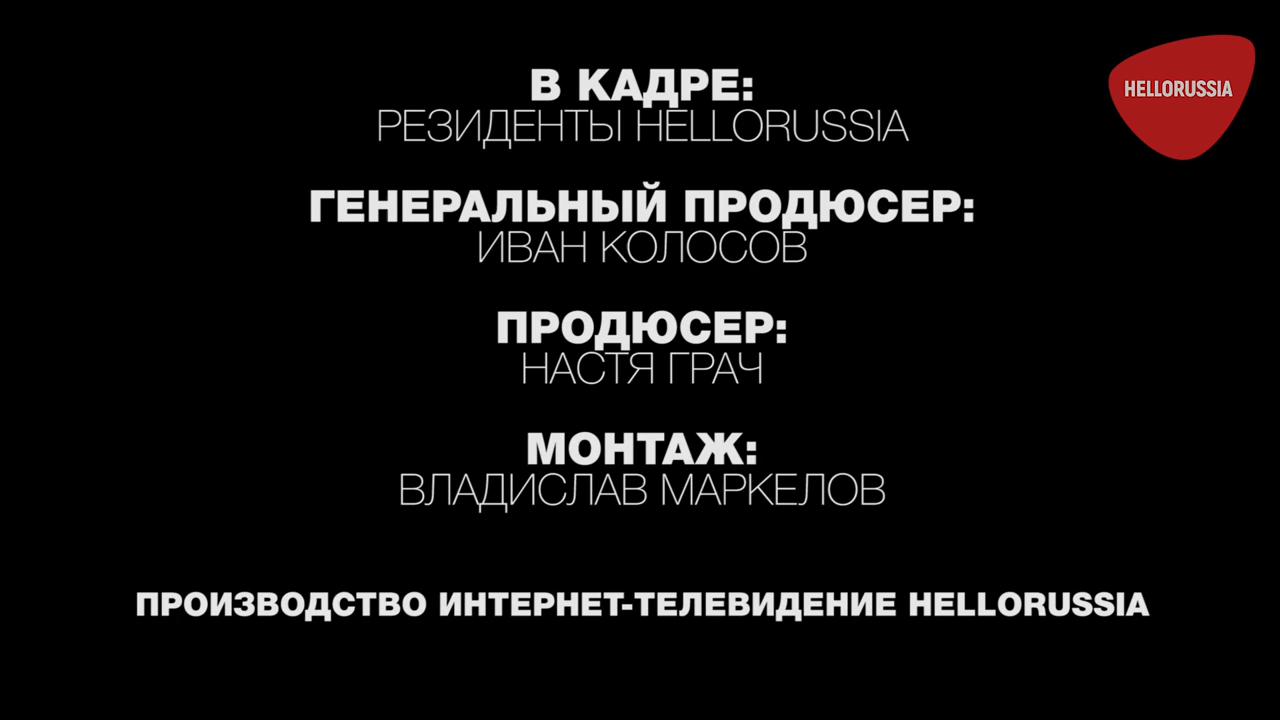 В КАДРЕ:
РЕЗИДЕНТЫ HELLORUSSIA
HELLORUSSIA
ГЕНЕРАЛЬНЫЙ ПРОДЮСЕР:
ИВАН КОЛОСОВ
ПРОДЮСЕР:
НАСТЯ ГРАЧ
МОНТАЖ:
ВЛАДИСЛАВ МАРКЕЛОВ
ПРОИЗВОДСТВО ИНТЕРНЕТ-ТЕЛЕВИДЕНИЕ HELLORUSSIA